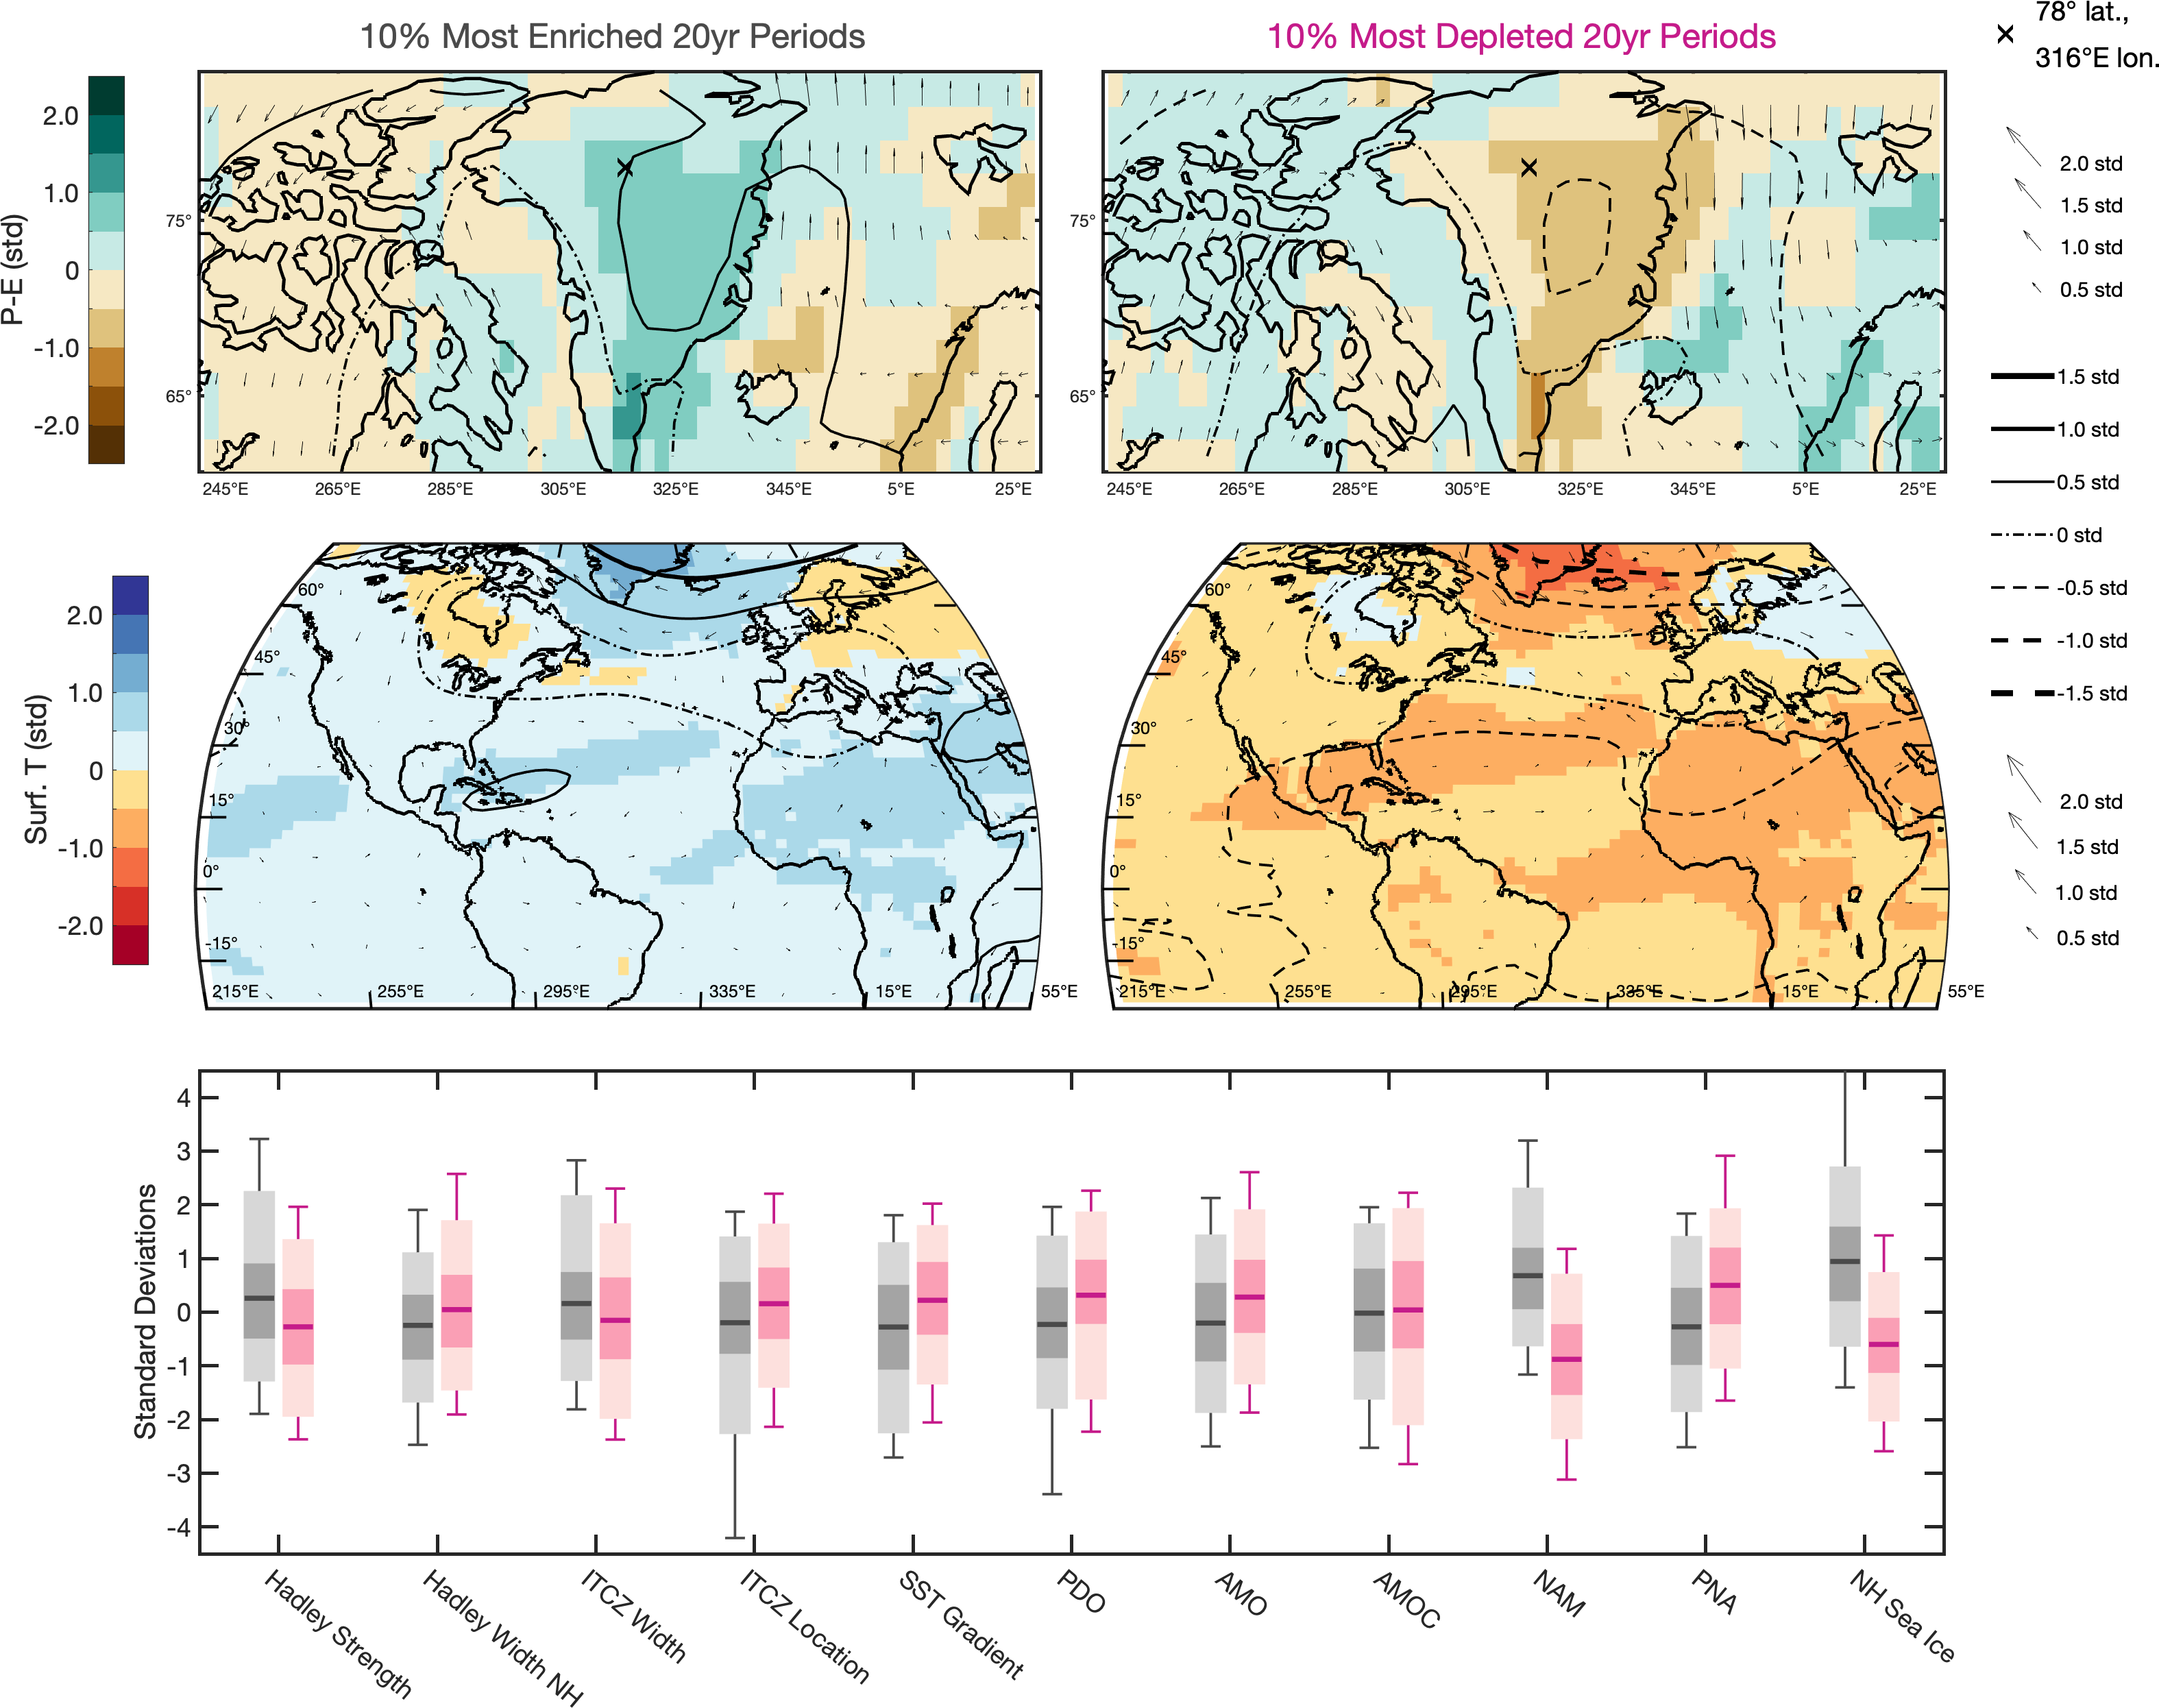 10% Most Enriched 20yr Periods
10% Most Depleted 20yr Periods
78° lat.,
316°E lon.
P-E (std)
2.0
1.0
0
-1.0
-2.0
75°
65°
245°E 265°E 285°E 305°E 325°E 345°E 5°E 25°E
75°
65°
245°E 265°E 285°E 305°E 325°E 345°E 5°E 25°E
2.0 std
1.5 std
1.0 std
0.5 std
1.5 std
1.0 std
0.5 std
0 std
-0.5 std
-1.0 std
-1.5 std
2.0 std
1.5 std
1.0 std
0.5 std
Surf. T (std)
2.0
1.0
0
-1.0
-2.0
60°
45°
30°
15°
0°
-15°
215°E 255°E 295°E 335°E 15°E 55°E
60°
45°
30°
15°
0°
-15°
215°E 255°E 295°E 335°E 15°E 55°E
Standard Deviations
4
3
2
1
0
-1
-2
-3
-4
Hadley Strength
Hadley Width NH
ITCZ Width
ITCZ Location
SST Gradient
PDO
AMO
AMOC
NAM
PNA
NH Sea Ice